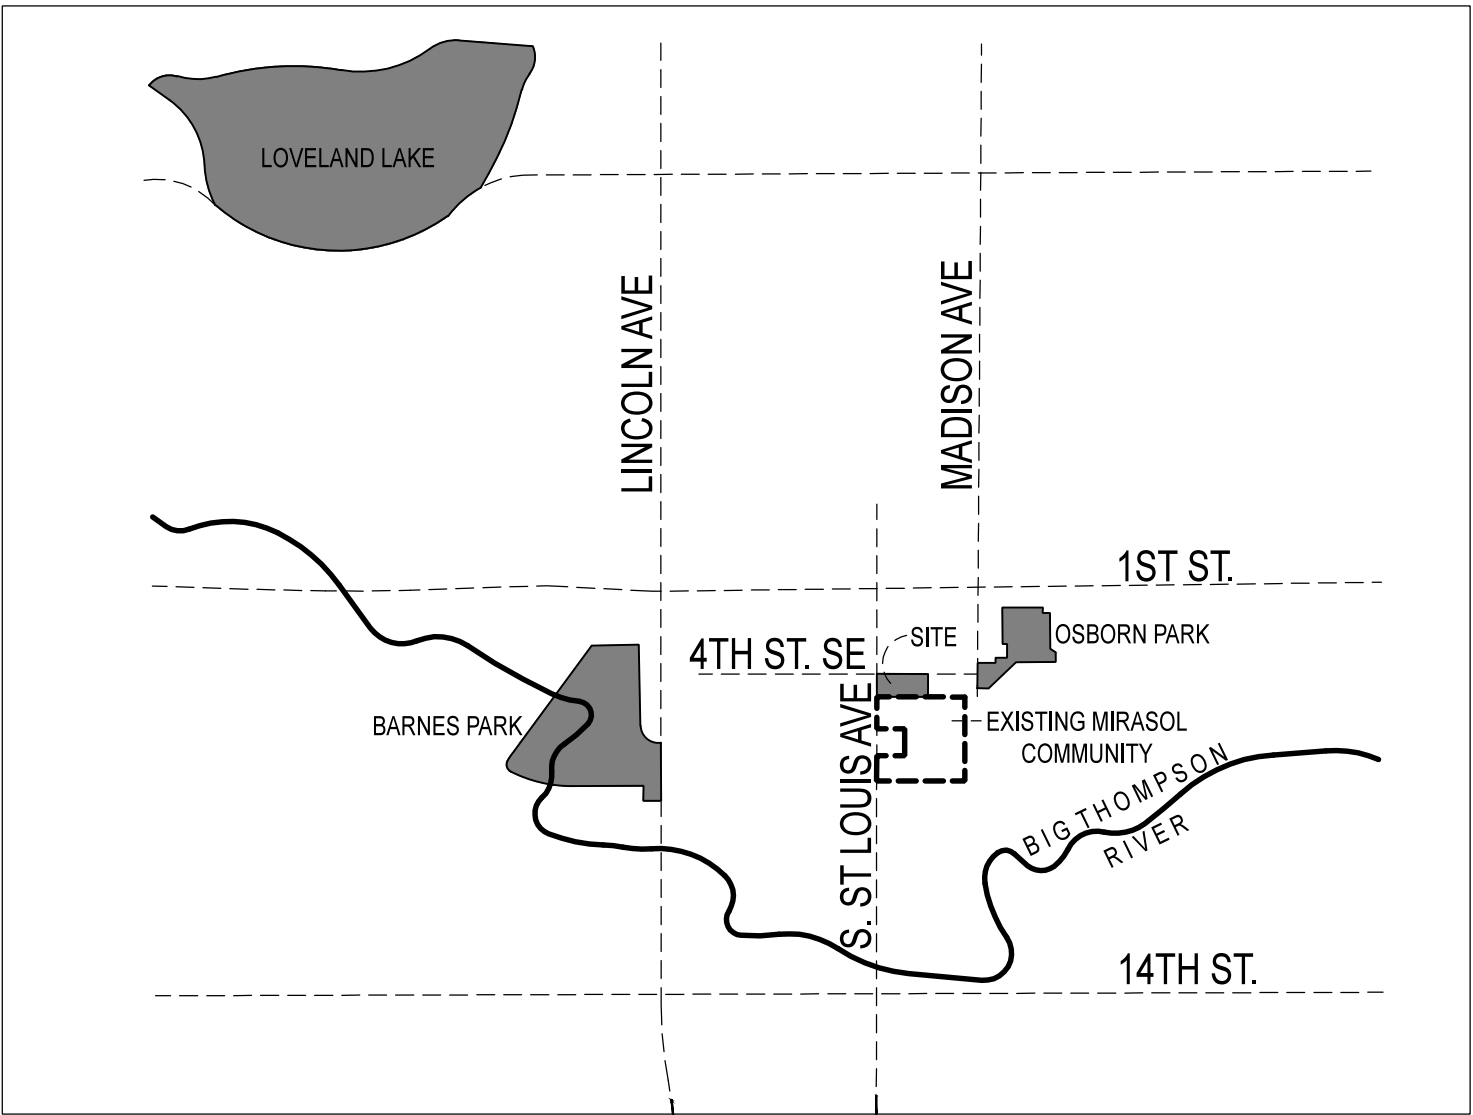 LOVELAND LAKE
LINCOLN AVE
MADISON AVE
1ST ST.
4TH ST. SE
SITE
OSBORN PARK
BARNES PARK
S. ST LOUIS AVE
EXISTING MIRASOL
COMMUNITY
BIG THOMPSON
RIVER
14TH ST.